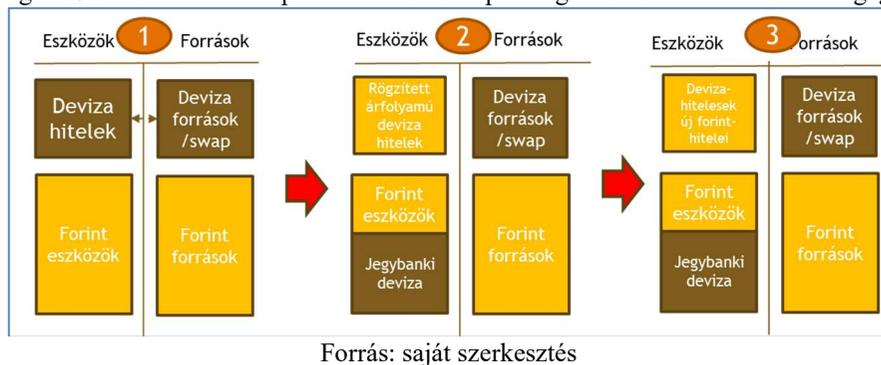 Eszközök 1 Források
Deviza
hitelek
Deviza
források
/swap
Forint
eszközök
Forint
források
Eszközök 2 Források
Rögzített
árfolyamú
deviza
hitelek
Deviza
források
/swap
Forint
eszközök
Jegybanki
deviza
Forint
források
Eszközök 3 orrások
Deviza-
hitelesek
új forint-
hitelei
Deviza
források
/swap
Forint
eszközök
Jegybanki
deviza
Forint
források
Forrás: saját szerkesztés